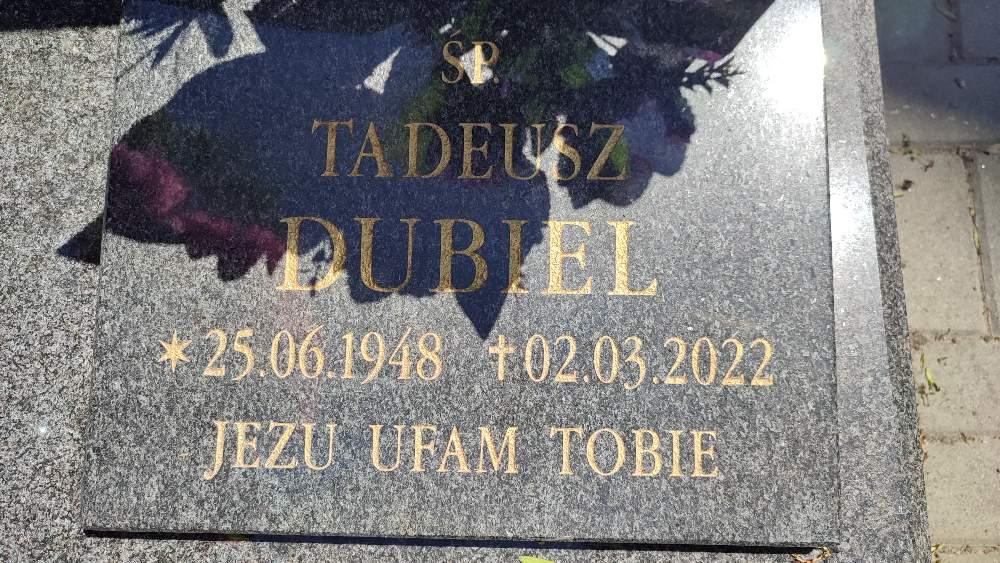 ŚP.
TADEUSZ
DUBIEL
✶ 25.06.1948 ✝ 02.03.2022
JEZU UFAM TOBIE